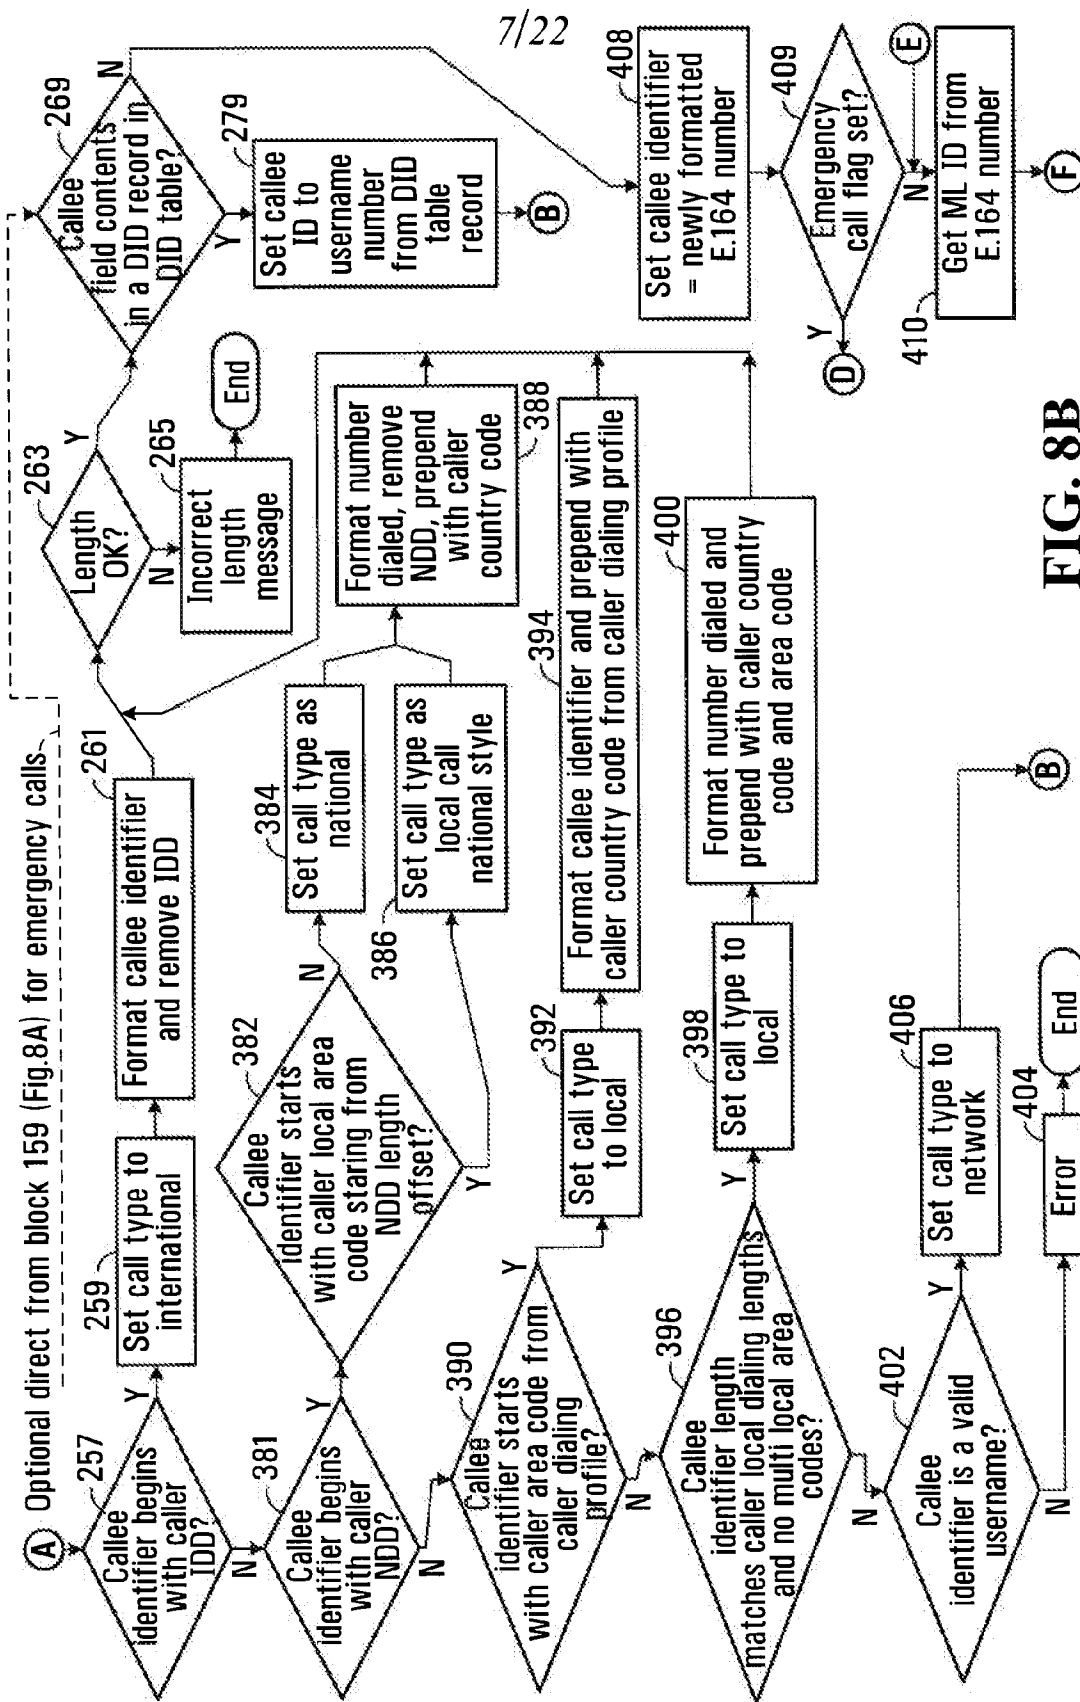 7/22
A
Optional direct from block 159 (Fig.8A) for emergency calls
257
Callee
identifier begins
with caller
IDD?
Y
N
259
Set call type to
international
261
Format callee identifier
and remove IDD
263
Length
OK?
Y
N
265
Incorrect
length
message
End
269
Callee
field contents
in a DID record in
DID table?
N
Y
279
Set callee
ID to
username
number
from DID
table
record
B
381
Callee
identifier begins
with caller
NDD?
Y
N
382
Callee
identifier starts
with caller local area
code staring from
NDD length
offset?
N
Y
384
Set call type as
national
386
Set call type as
local call
national style
Format number
dialed, remove
NDD, prepend
with caller
country code
388
390
Callee
identifier starts
with caller area code from
caller dialing
profile?
Y
N
392
Set call type
to local
394
Format callee identifier and prepend with
caller country code from caller dialing profile
396
Callee
identifier length
matches caller local dialing lengths
and no multi local area
codes?
Y
N
398
Set call type to
local
400
Format number dialed and
prepend with caller country
code and area code
402
Callee
identifier is a valid
username?
Y
N
406
Set call type to
network
B
404
Error
End
408
Set callee identifier
= newly formatted
E.164 number
409
Emergency
call flag set?
Y
D
N
E
410
Get ML ID from
E.164 number
F
FIG. 8B